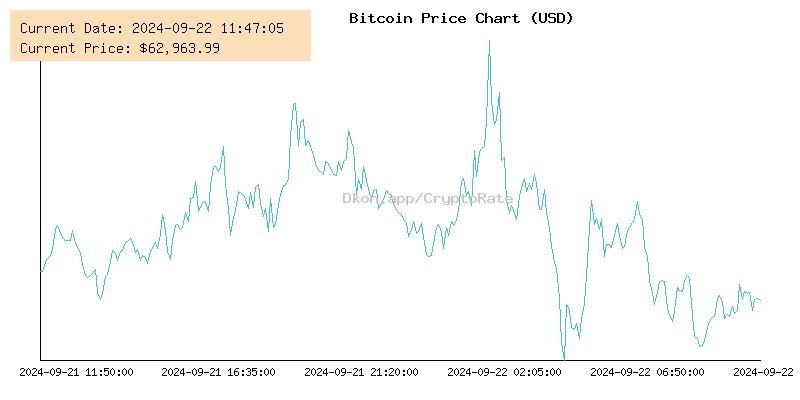 Bitcoin Price Chart (USD)
Current Date: 2024-09-22 11:47:05
Current Price: $62,963.99
Dkon/app/CryptoRate
2024-09-21 11:50:00
2024-09-21 16:35:00
2024-09-21 21:20:00
2024-09-22 02:05:00
2024-09-22 06:50:00
2024-09-22